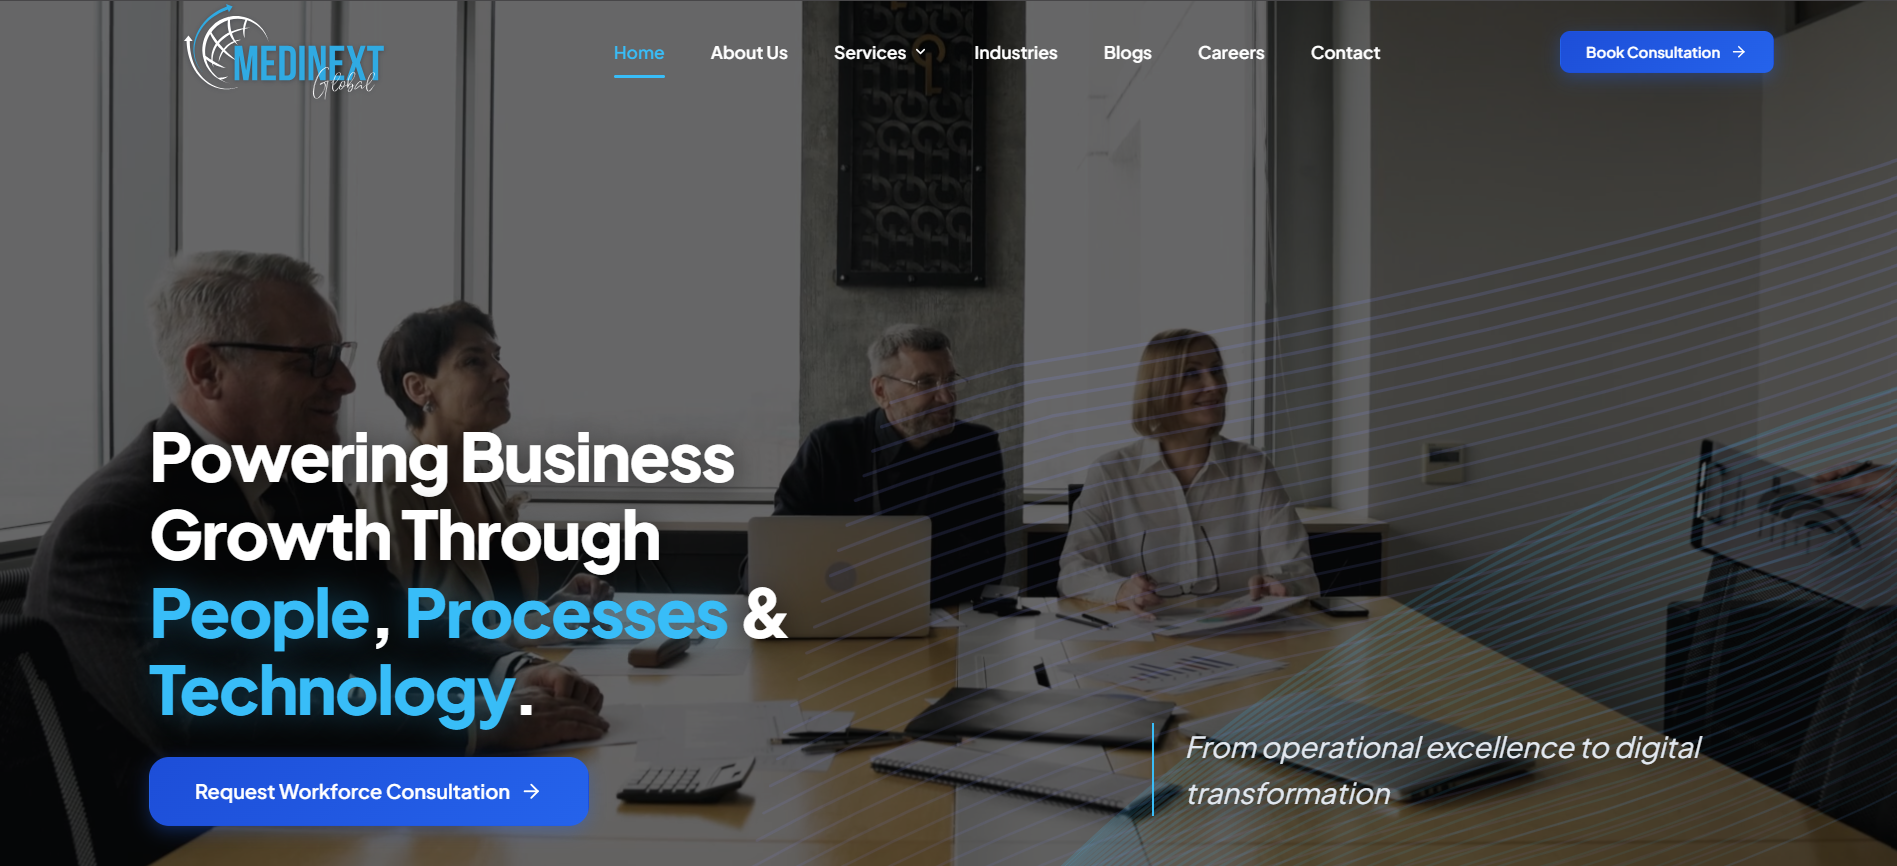 MEDINEXT
Global
Home
About Us
Services
Industries
Blogs
Careers
Contact
Book Consultation
Powering Business
Growth Through
People, Processes &
Technology.
Request Workforce Consultation
From operational excellence to digital
transformation